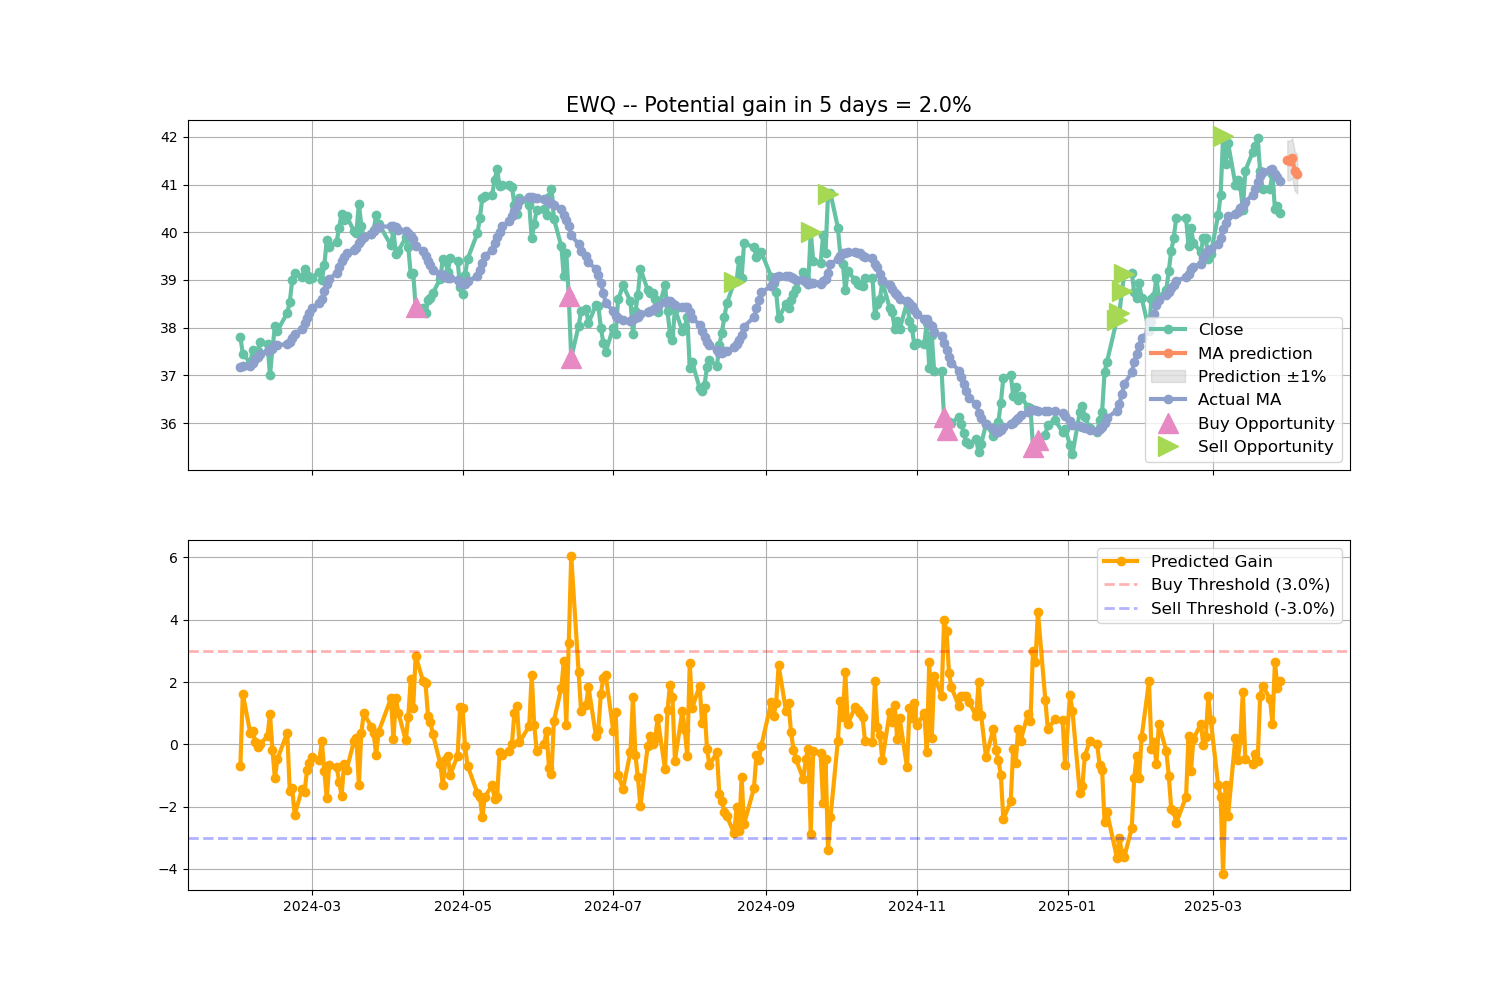 EWQ -- Potential gain in 5 days = 2.0%
42
41
40
39
38
37
36
Close
MA prediction
Prediction ±1%
Actual MA
Buy Opportunity
Sell Opportunity
6
4
2
0
−2
−4
Predicted Gain
Buy Threshold (3.0%)
Sell Threshold (-3.0%)
2024-03 2024-05 2024-07 2024-09 2024-11 2025-01 2025-03